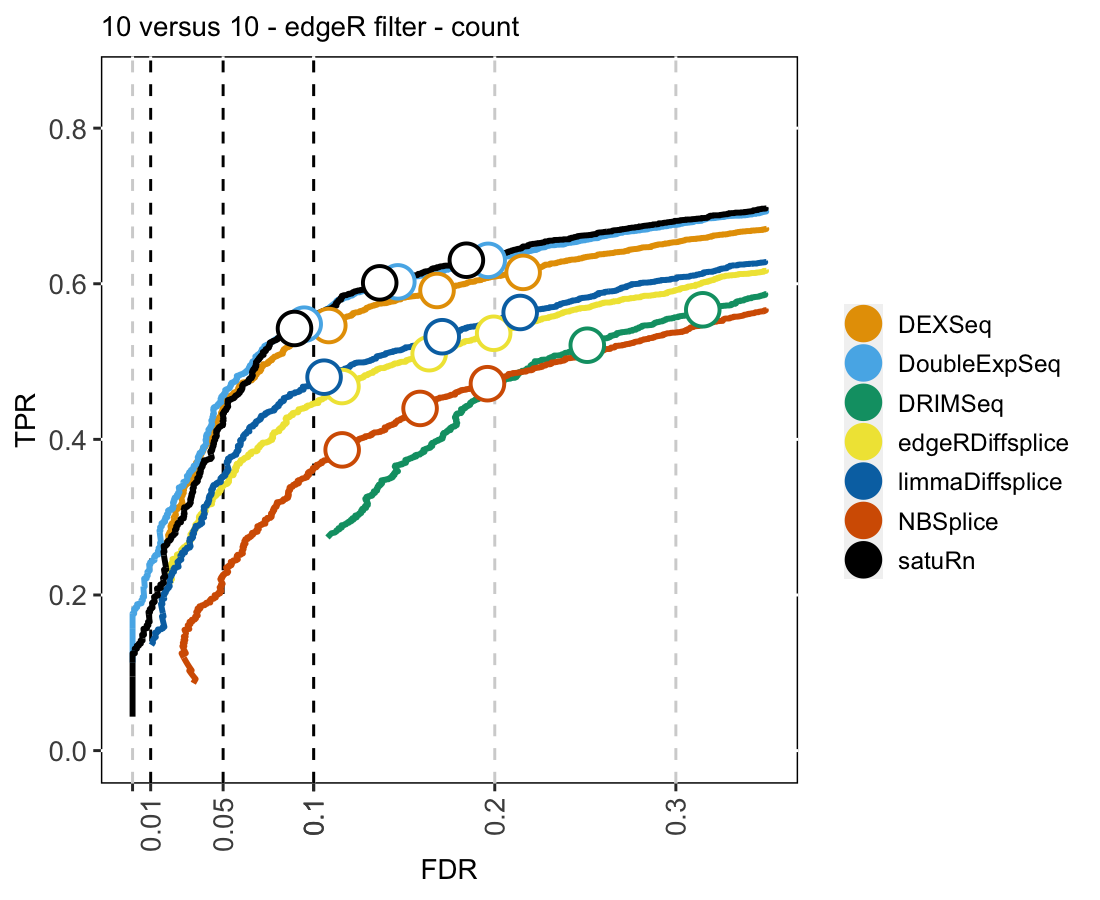 10 versus 10 - edgeR filter - count
TPR
0.8
0.6
0.4
0.2
0.0
0.01
0.05
0.1
0.2
0.3
FDR
DEXSeq
DoubleExpSeq
DRIMSeq
edgeRDiffsplice
limmaDiffsplice
NBSplice
satuRn